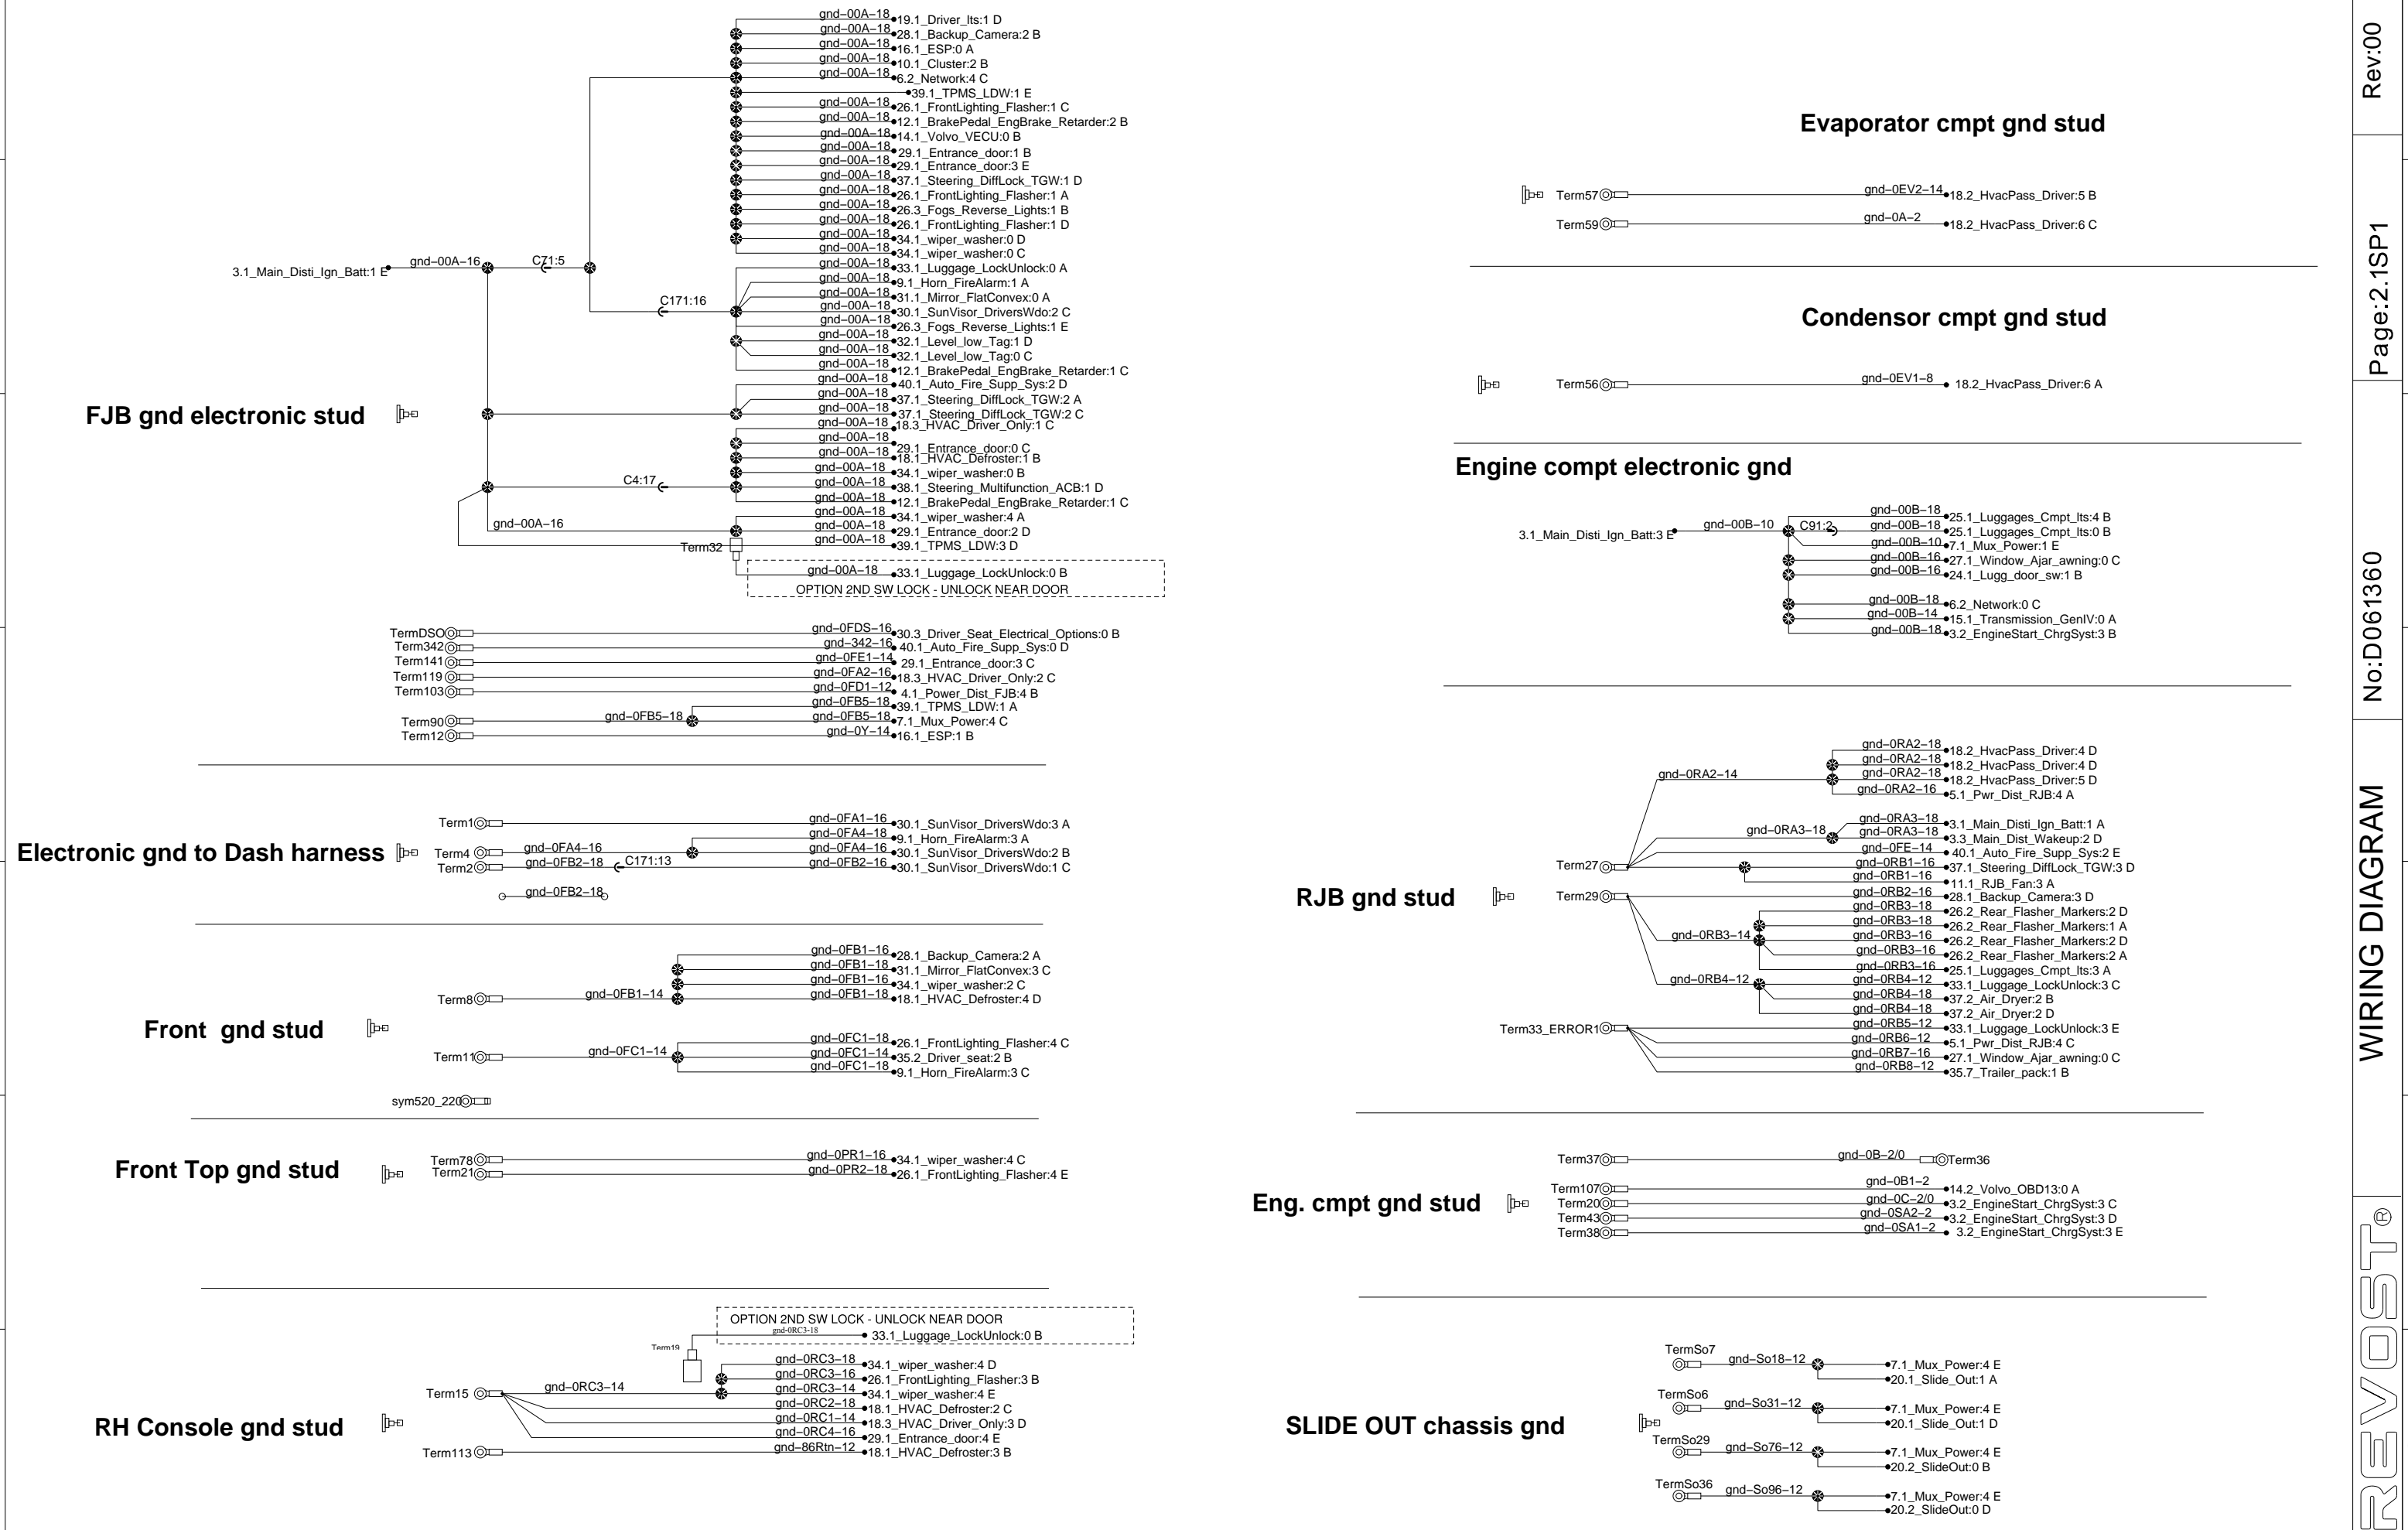 gnd-00A-18 19.1_Driver_lts:1 D
gnd-00A-18 28.1_Backup_Camera:2 B
gnd-00A-18 16.1_ESP:0 A
gnd-00A-18 10.1_Cluster:2 B
gnd-00A-18 6.2_Network:4 C
39.1_TPMS_LDW:1 E
gnd-00A-18 26.1_FrontLighting_Flasher:1 C
gnd-00A-18 12.1_BrakePedal_EngBrake_Retarder:2 B
gnd-00A-18 14.1_Volvo_VECU:0 B
gnd-00A-18 29.1_Entrance_door:1 B
gnd-00A-18 29.1_Entrance_door:3 E
gnd-00A-18 37.1_Steering_DiffLock_TGW:1 D
gnd-00A-18 26.1_FrontLighting_Flasher:1 A
gnd-00A-18 26.3_Fogs_Reverse_Lights:1 B
gnd-00A-18 26.1_FrontLighting_Flasher:1 D
gnd-00A-18 34.1_wiper_washer:0 D
gnd-00A-18 34.1_wiper_washer:0 C
3.1_Main_Disti_Ign_Batt:1 E gnd-00A-16 C71:5
gnd-00A-18 33.1_Luggage_LockUnlock:0 A
gnd-00A-18 9.1_Horn_FireAlarm:1 A
gnd-00A-18 31.1_Mirror_FlatConvex:0 A
C171:16 gnd-00A-18 30.1_SunVisor_DriversWdo:2 C
gnd-00A-18 26.3_Fogs_Reverse_Lights:1 E
gnd-00A-18 32.1_Level_low_Tag:1 D
gnd-00A-18 32.1_Level_low_Tag:0 C
gnd-00A-18 12.1_BrakePedal_EngBrake_Retarder:1 C
gnd-00A-18 40.1_Auto_Fire_Supp_Sys:2 D
gnd-00A-18 37.1_Steering_DiffLock_TGW:2 A
FJB gnd electronic stud
gnd-00A-18 37.1_Steering_DiffLock_TGW:2 C
gnd-00A-18 18.3_HVAC_Driver_Only:1 C
gnd-00A-18 29.1_Entrance_door:0 C
gnd-00A-18 18.1_HVAC_Defroster:1 B
gnd-00A-18 34.1_wiper_washer:0 B
C4:17 gnd-00A-18 38.1_Steering_Multifunction_ACB:1 D
gnd-00A-18 12.1_BrakePedal_EngBrake_Retarder:1 C
gnd-00A-18 34.1_wiper_washer:4 A
gnd-00A-16 gnd-00A-18 29.1_Entrance_door:2 D
Term32 gnd-00A-18 39.1_TPMS_LDW:3 D
gnd-00A-18 33.1_Luggage_LockUnlock:0 B
OPTION 2ND SW LOCK - UNLOCK NEAR DOOR
TermDSO gnd-0FDS-16 30.3_Driver_Seat_Electrical_Options:0 B
Term342 gnd-342-16 40.1_Auto_Fire_Supp_Sys:0 D
Term141 gnd-0FE1-14 29.1_Entrance_door:3 C
Term119 gnd-0FA2-16 18.3_HVAC_Driver_Only:2 C
Term103 gnd-0FD1-12 4.1_Power_Dist_FJB:4 B
gnd-0FB5-18 39.1_TPMS_LDW:1 A
Term90 gnd-0FB5-18 gnd-0FB5-18 7.1_Mux_Power:4 C
Term12 gnd-0Y-14 16.1_ESP:1 B
Term1 gnd-0FA1-16 30.1_SunVisor_DriversWdo:3 A
gnd-0FA4-18 9.1_Horn_FireAlarm:3 A
Electronic gnd to Dash harness
Term4 gnd-0FA4-16 gnd-0FA4-16 30.1_SunVisor_DriversWdo:2 B
Term2 gnd-0FB2-18 C171:13 gnd-0FB2-16 30.1_SunVisor_DriversWdo:1 C
gnd-0FB2-18
gnd-0FB1-16 28.1_Backup_Camera:2 A
gnd-0FB1-18 31.1_Mirror_FlatConvex:3 C
gnd-0FB1-16 34.1_wiper_washer:2 C
Term8 gnd-0FB1-14 gnd-0FB1-18 18.1_HVAC_Defroster:4 D
Front gnd stud
gnd-0FC1-18 26.1_FrontLighting_Flasher:4 C
Term11 gnd-0FC1-14 gnd-0FC1-14 35.2_Driver_seat:2 B
gnd-0FC1-18 9.1_Horn_FireAlarm:3 C
sym520_220
Front Top gnd stud
Term78 gnd-0PR1-16 34.1_wiper_washer:4 C
Term21 gnd-0PR2-18 26.1_FrontLighting_Flasher:4 E
OPTION 2ND SW LOCK - UNLOCK NEAR DOOR
gnd-0RC3-18 33.1_Luggage_LockUnlock:0 B
Term19
gnd-0RC3-18 34.1_wiper_washer:4 D
gnd-0RC3-16 26.1_FrontLighting_Flasher:3 B
Term15 gnd-0RC3-14 gnd-0RC3-14 34.1_wiper_washer:4 E
gnd-0RC2-18 18.1_HVAC_Defroster:2 C
RH Console gnd stud
gnd-0RC1-14 18.3_HVAC_Driver_Only:3 D
gnd-0RC4-16 29.1_Entrance_door:4 E
Term113 gnd-86Rtn-12 18.1_HVAC_Defroster:3 B
Evaporator cmpt gnd stud
Term57 gnd-0EV2-14 18.2_HvacPass_Driver:5 B
Term59 gnd-0A-2 18.2_HvacPass_Driver:6 C
Condensor cmpt gnd stud
Term56 gnd-0EV1-8 18.2_HvacPass_Driver:6 A
Engine compt electronic gnd
gnd-00B-18 25.1_Luggages_Cmpt_lts:4 B
3.1_Main_Disti_Ign_Batt:3 E gnd-00B-10 C91:2 gnd-00B-18 25.1_Luggages_Cmpt_lts:0 B
gnd-00B-10 7.1_Mux_Power:1 E
gnd-00B-16 27.1_Window_Ajar_awning:0 C
gnd-00B-16 24.1_Lugg_door_sw:1 B
gnd-00B-18 6.2_Network:0 C
gnd-00B-14 15.1_Transmission_GenIV:0 A
gnd-00B-18 3.2_EngineStart_ChrgSyst:3 B
gnd-0RA2-18 18.2_HvacPass_Driver:4 D
gnd-0RA2-18 18.2_HvacPass_Driver:4 D
gnd-0RA2-14 gnd-0RA2-18 18.2_HvacPass_Driver:5 D
gnd-0RA2-16 5.1_Pwr_Dist_RJB:4 A
gnd-0RA3-18 3.1_Main_Disti_Ign_Batt:1 A
gnd-0RA3-18 gnd-0RA3-18 3.3_Main_Dist_Wakeup:2 D
gnd-0FE-14 40.1_Auto_Fire_Supp_Sys:2 E
Term27 gnd-0RB1-16 37.1_Steering_DiffLock_TGW:3 D
gnd-0RB1-16 11.1_RJB_Fan:3 A
RJB gnd stud
Term29 gnd-0RB2-16 28.1_Backup_Camera:3 D
gnd-0RB3-18 26.2_Rear_Flasher_Markers:2 D
gnd-0RB3-18 26.2_Rear_Flasher_Markers:1 A
gnd-0RB3-14 gnd-0RB3-16 26.2_Rear_Flasher_Markers:2 D
gnd-0RB3-16 26.2_Rear_Flasher_Markers:2 A
gnd-0RB3-16 25.1_Luggages_Cmpt_lts:3 A
gnd-0RB4-12 gnd-0RB4-12 33.1_Luggage_LockUnlock:3 C
gnd-0RB4-18 37.2_Air_Dryer:2 B
gnd-0RB4-18 37.2_Air_Dryer:2 D
Term33_ERROR1 gnd-0RB5-12 33.1_Luggage_LockUnlock:3 E
gnd-0RB6-12 5.1_Pwr_Dist_RJB:4 C
gnd-0RB7-16 27.1_Window_Ajar_awning:0 C
gnd-0RB8-12 35.7_Trailer_pack:1 B
Term37 gnd-0B-2/0 Term36
Eng. cmpt gnd stud
Term107 gnd-0B1-2 14.2_Volvo_OBD13:0 A
Term20 gnd-0C-2/0 3.2_EngineStart_ChrgSyst:3 C
Term43 gnd-0SA2-2 3.2_EngineStart_ChrgSyst:3 D
Term38 gnd-0SA1-2 3.2_EngineStart_ChrgSyst:3 E
TermSo7 gnd-So18-12 7.1_Mux_Power:4 E
20.1_Slide_Out:1 A
TermSo6 gnd-So31-12 7.1_Mux_Power:4 E
SLIDE OUT chassis gnd
20.1_Slide_Out:1 D
TermSo29 gnd-So76-12 7.1_Mux_Power:4 E
20.2_SlideOut:0 B
TermSo36 gnd-So96-12 7.1_Mux_Power:4 E
20.2_SlideOut:0 D
Rev:00
Page:2.1SP1
No:D061360
WIRING DIAGRAM
REVOST®